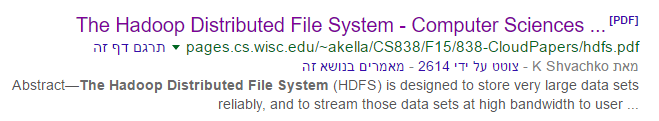 [PDF] The Hadoop Distributed File System - Computer Sciences ...
pages.cs.wisc.edu/~akella/CS838/F15/838-CloudPapers/hdfs.pdf ▼ תרגם דף זה
מאת K Shvachko - צוטט על ידי 2614 - מאמרים בנושא זה
Abstract—The Hadoop Distributed File System (HDFS) is designed to store very large data sets
reliably, and to stream those data sets at high bandwidth to user ...